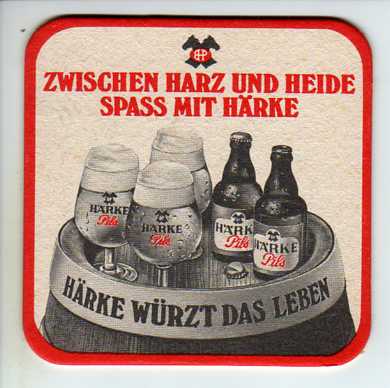 BHP
ZWISCHEN HARZ UND HEIDE
SPASS MIT HÄRKE
HÄRKE
Pils
HÄRKE
Pils
HÄRKE
Pils
HÄRKE
Pils
HÄRKE WÜRZT DAS LEBEN